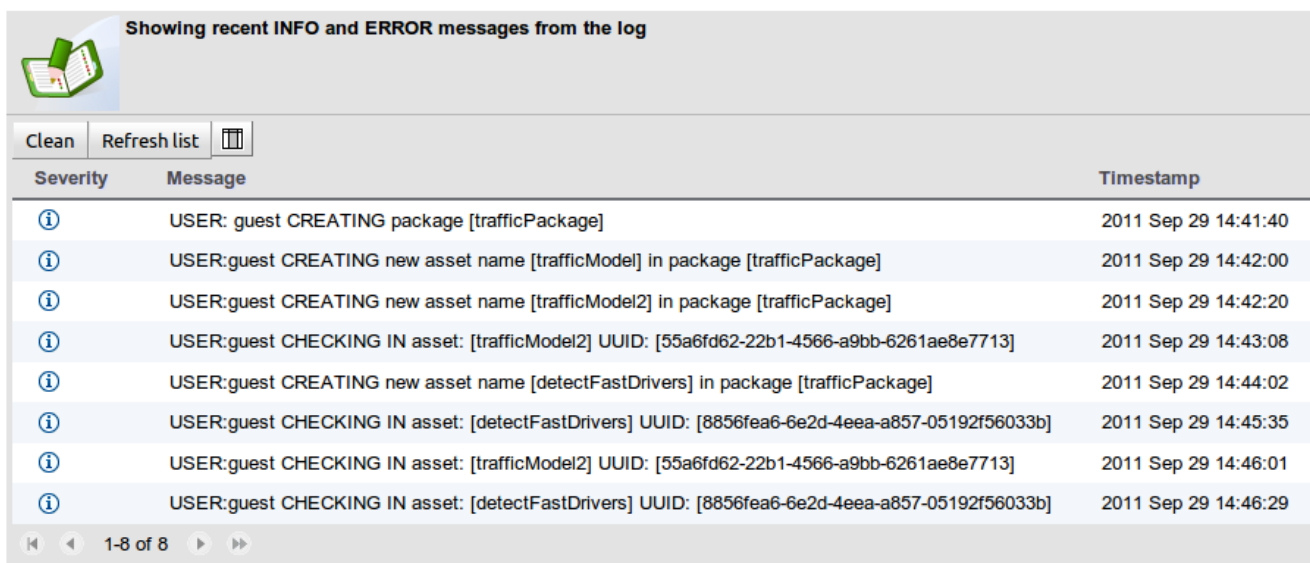 Showing recent INFO and ERROR messages from the log
Clean Refresh list
Severity Message Timestamp
USER: guest CREATING package [trafficPackage] 2011 Sep 29 14:41:40
USER:guest CREATING new asset name [trafficModel] in package [trafficPackage] 2011 Sep 29 14:42:00
USER:guest CREATING new asset name [trafficModel2] in package [trafficPackage] 2011 Sep 29 14:42:20
USER:guest CHECKING IN asset: [trafficModel2] UUID: [55a6fd62-22b1-4566-a9bb-6261ae8e7713] 2011 Sep 29 14:43:08
USER:guest CREATING new asset name [detectFastDrivers] in package [trafficPackage] 2011 Sep 29 14:44:02
USER:guest CHECKING IN asset: [detectFastDrivers] UUID: [8856fea6-6e2d-4eea-a857-05192f56033b] 2011 Sep 29 14:45:35
USER:guest CHECKING IN asset: [trafficModel2] UUID: [55a6fd62-22b1-4566-a9bb-6261ae8e7713] 2011 Sep 29 14:46:01
USER:guest CHECKING IN asset: [detectFastDrivers] UUID: [8856fea6-6e2d-4eea-a857-05192f56033b] 2011 Sep 29 14:46:29
1-8 of 8